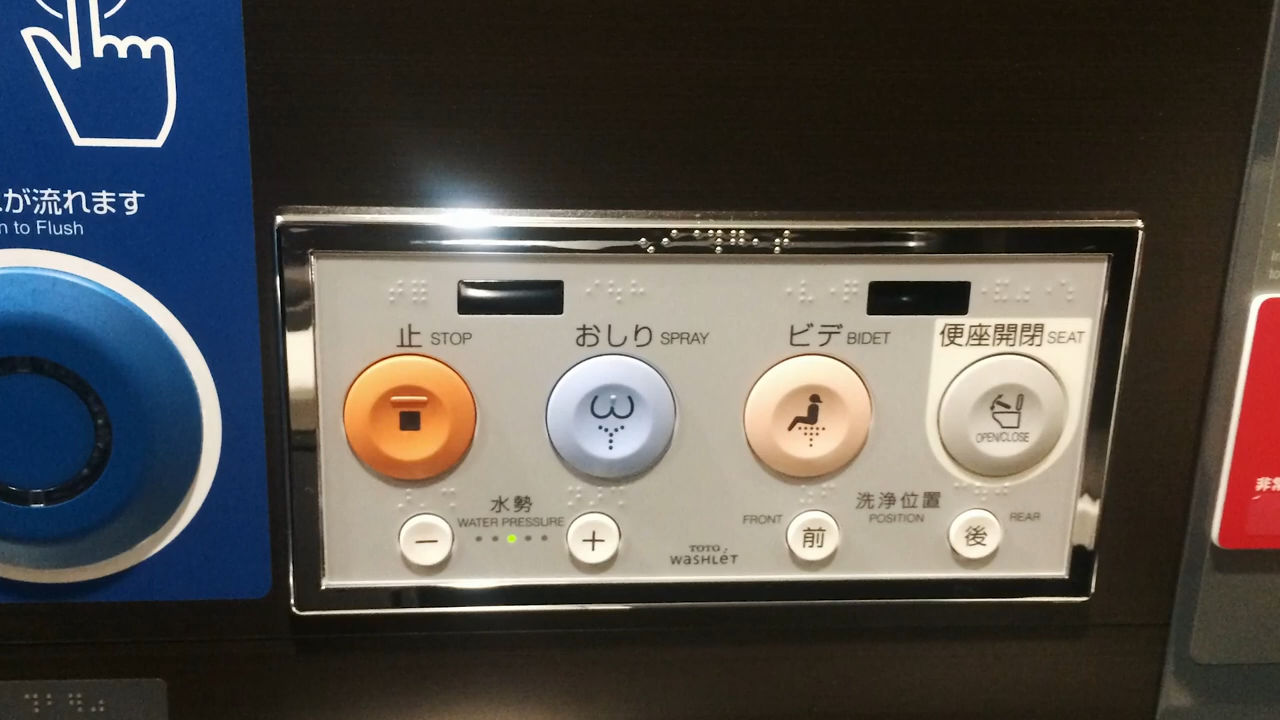 が流れます
to Flush
止 STOP
おしり SPRAY
ビデ BIDET
便座開閉 SEAT
OPEN/CLOSE
水勢
WATER PRESSURE
− +
洗浄位置
FRONT POSITION REAR
前 後
TOTO
WASHLET
非常